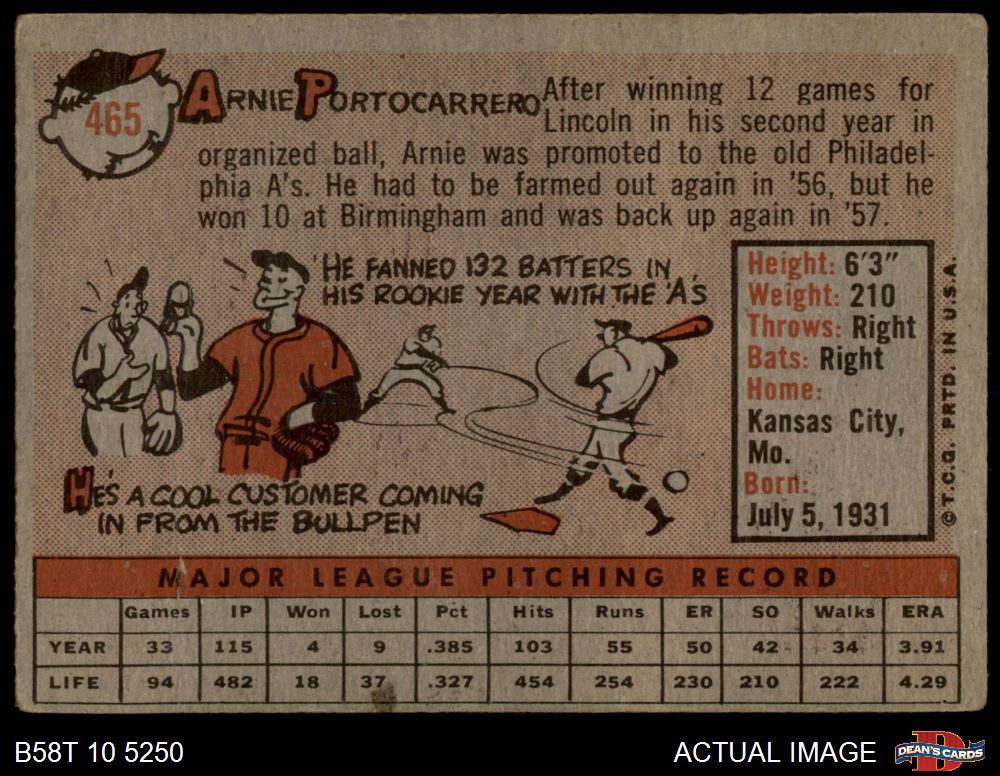 465
ARNIE PORTOCARRERO
After winning 12 games for
Lincoln in his second year in
organized ball, Arnie was promoted to the old Philadel-
phia A's. He had to be farmed out again in '56, but he
won 10 at Birmingham and was back up again in '57.
HE FANNED 132 BATTERS IN
HIS ROOKIE YEAR WITH THE 'A'S
HE'S A COOL CUSTOMER COMING
IN FROM THE BULLPEN
Height: 6'3"
Weight: 210
Throws: Right
Bats: Right
Home:
Kansas City,
Mo.
Born:
July 5, 1931
© T.C.G. PRTD. IN U.S.A.
MAJOR LEAGUE PITCHING RECORD
Games IP Won Lost Pct Hits Runs ER SO Walks ERA
YEAR 33 115 4 9 .385 103 55 50 42 34 3.91
LIFE 94 482 18 37 .327 454 254 230 210 222 4.29
B58T 10 5250
ACTUAL IMAGE
D
DEAN'S CARDS